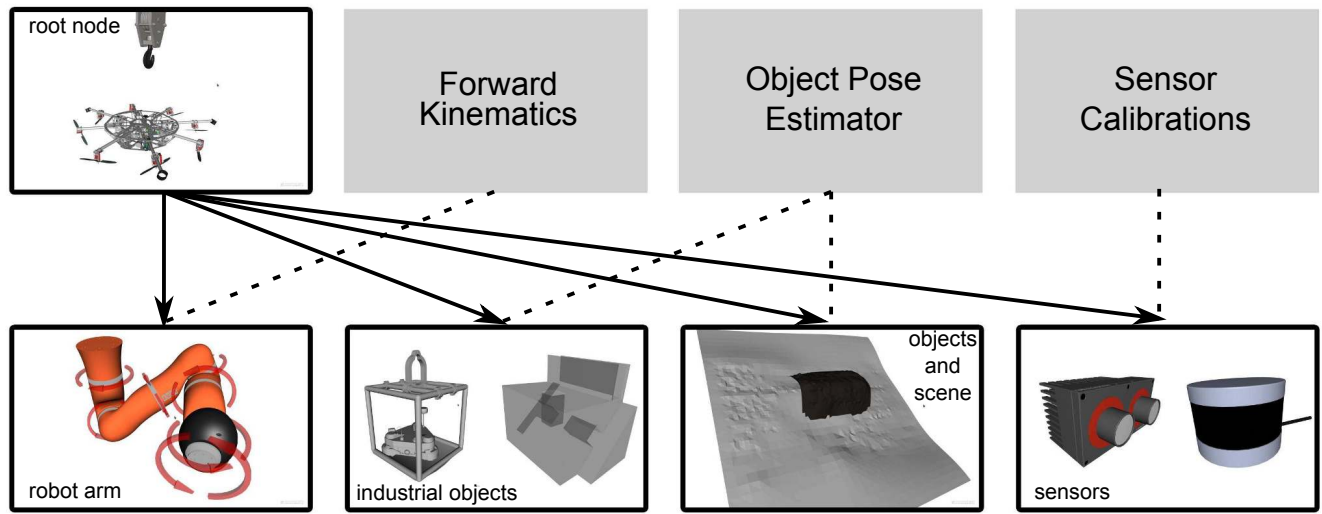 root node
Forward
Kinematics
Object Pose
Estimator
Sensor
Calibrations
robot arm
industrial objects
objects
and
scene
sensors